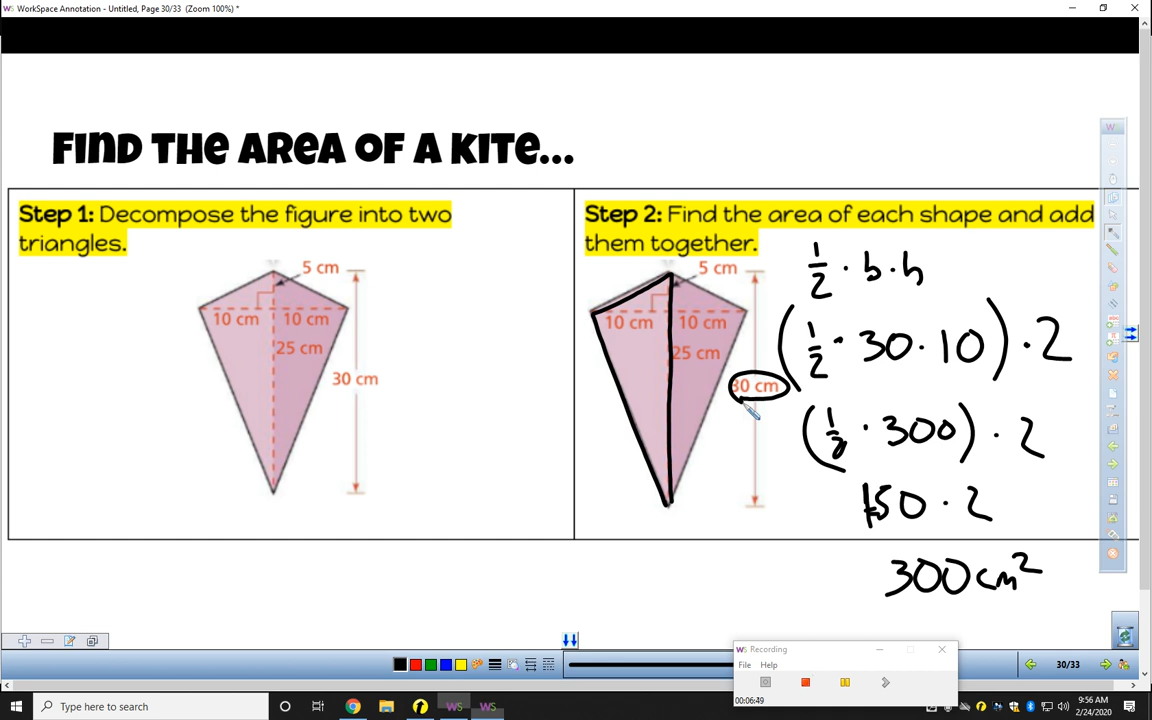 WorkSpace Annotation - Untitled, Page 30/33 (Zoom 100%) *
FIND THE AREA OF A KITE...
Step 1: Decompose the figure into two
triangles.
5 cm
10 cm
10 cm
25 cm
30 cm
Step 2: Find the area of each shape and add
them together.
5 cm
10 cm
10 cm
25 cm
30 cm
1/2 · b · h
(1/2 · 30 · 10) · 2
(1/2 · 300) · 2
150 · 2
300 cm²
WS Recording
File Help
00:06:49
30/33
Type here to search
9:56 AM
2/24/2020